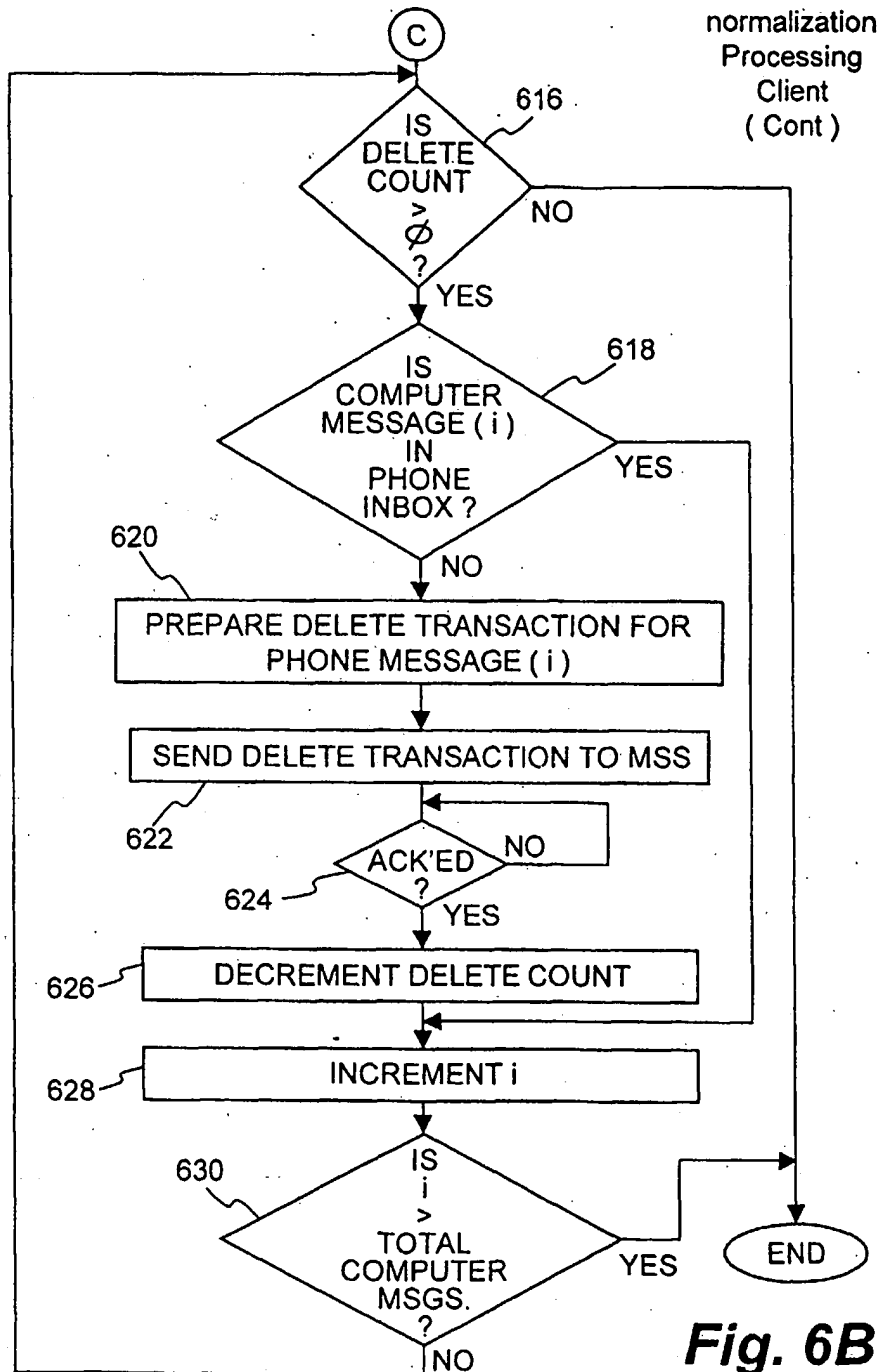 C
normalization
Processing
Client
( Cont )
616
IS
DELETE
COUNT
>
Ø
?
NO
YES
618
IS
COMPUTER
MESSAGE ( i )
IN
PHONE
INBOX ?
YES
NO
620
PREPARE DELETE TRANSACTION FOR
PHONE MESSAGE ( i )
SEND DELETE TRANSACTION TO MSS
622
ACK'ED
?
NO
624
YES
626
DECREMENT DELETE COUNT
628
INCREMENT i
630
IS
i
>
TOTAL
COMPUTER
MSGS.
?
YES
END
NO
Fig. 6B